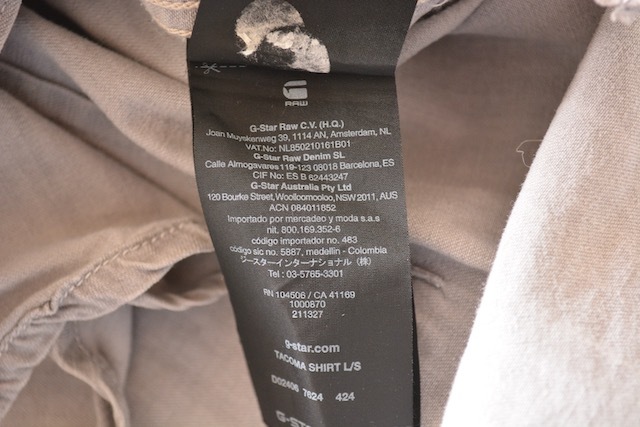 RAW
G-Star Raw C.V. (H.Q.)
Joan Muyskenweg 39, 1114 AN, Amsterdam, NL
VAT.No: NL850210161B01
G-Star Raw Denim SL
Calle Almogavares 119-123 08018 Barcelona, ES
CIF No: ES B 62443247
G-Star Australia Pty Ltd
120 Bourke Street, Woolloomooloo, NSW 2011, AUS
ACN 084011852
Importado por mercadeo y moda s.a.s
nit. 800.169.352-6
código importador no. 463
código sic no. 5887, medellin - Colombia
ジースターインターナショナル（株）
Tel : 03-5765-3301
RN 104506 / CA 41169
1000870
211327
g-star.com
TACOMA SHIRT L/S
D02406 7624 424
G-STAR